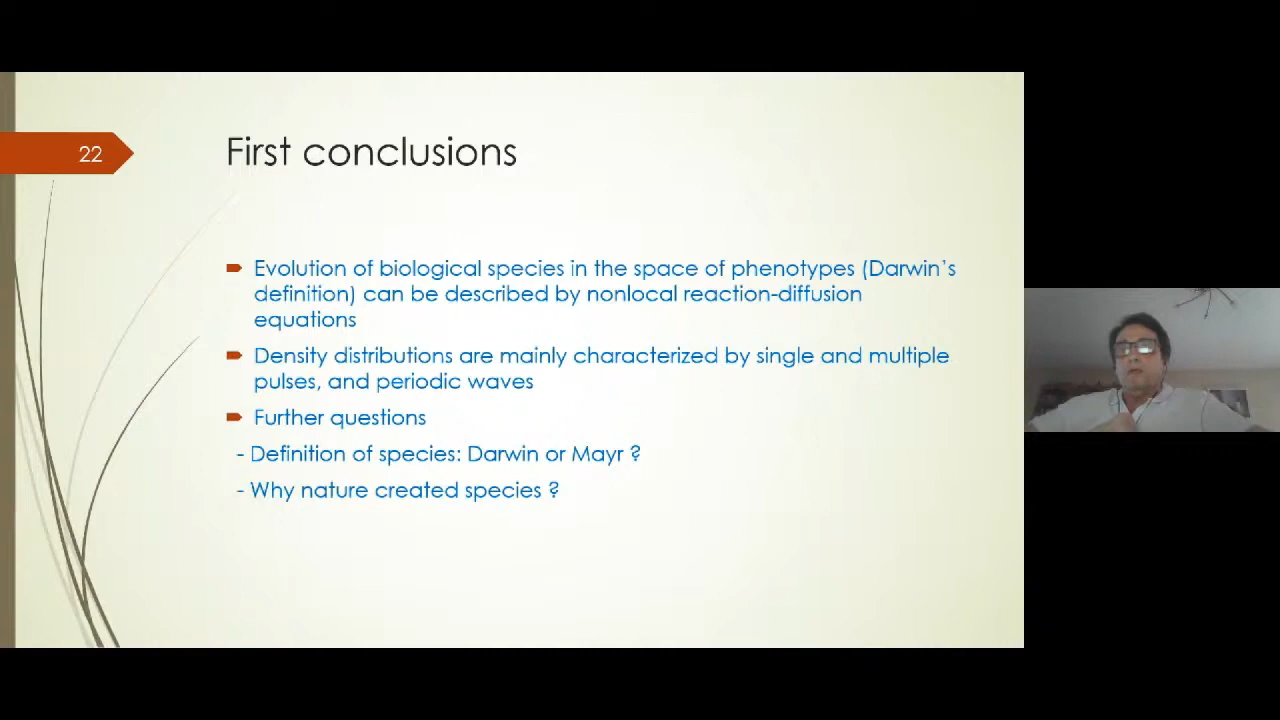 22
First conclusions
Evolution of biological species in the space of phenotypes (Darwin's
definition) can be described by nonlocal reaction-diffusion
equations
Density distributions are mainly characterized by single and multiple
pulses, and periodic waves
Further questions
- Definition of species: Darwin or Mayr ?
- Why nature created species ?